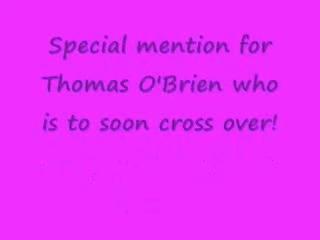 Special mention for
Thomas O'Brien who
is to soon cross over!